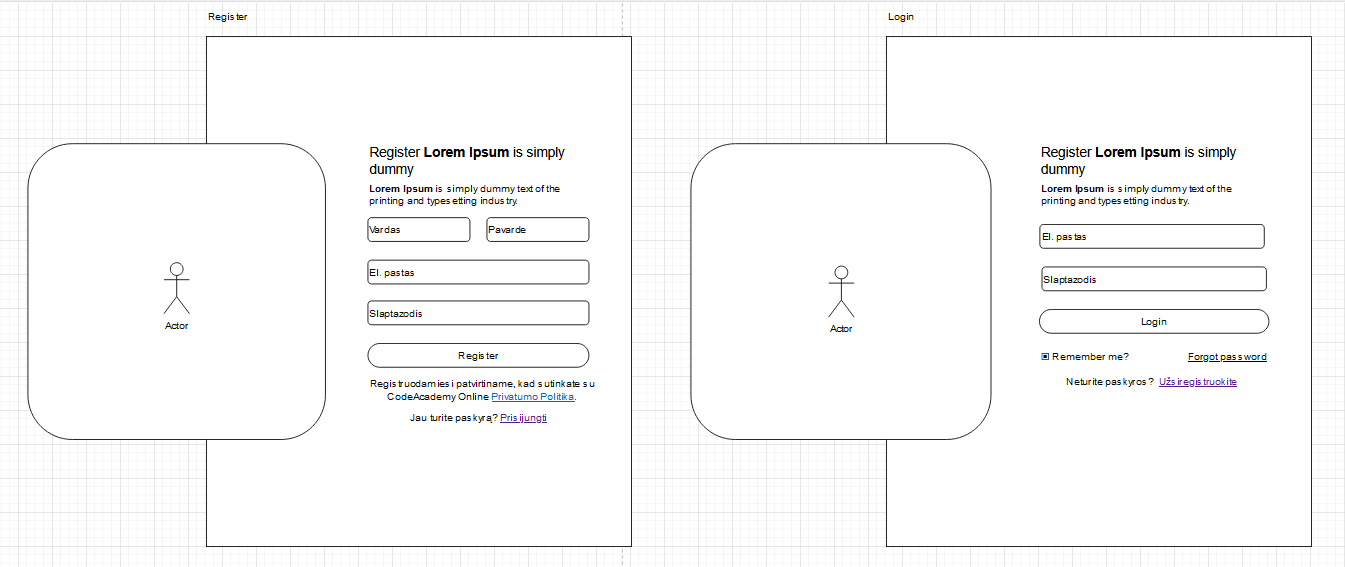 Register
Register Lorem Ipsum is simply
dummy
Lorem Ipsum is simply dummy text of the
printing and typesetting industry.
Vardas
Pavarde
El. pastas
Slaptazodis
Register
Registruodamiesi patvirtiname, kad sutinkate su
CodeAcademy Online Privatumo Politika.
Jau turite paskyrą? Prisijungti
Actor
Login
Register Lorem Ipsum is simply
dummy
Lorem Ipsum is simply dummy text of the
printing and typesetting industry.
El. pastas
Slaptazodis
Login
Remember me?
Forgot password
Neturite paskyros? Užsiregistruokite
Actor